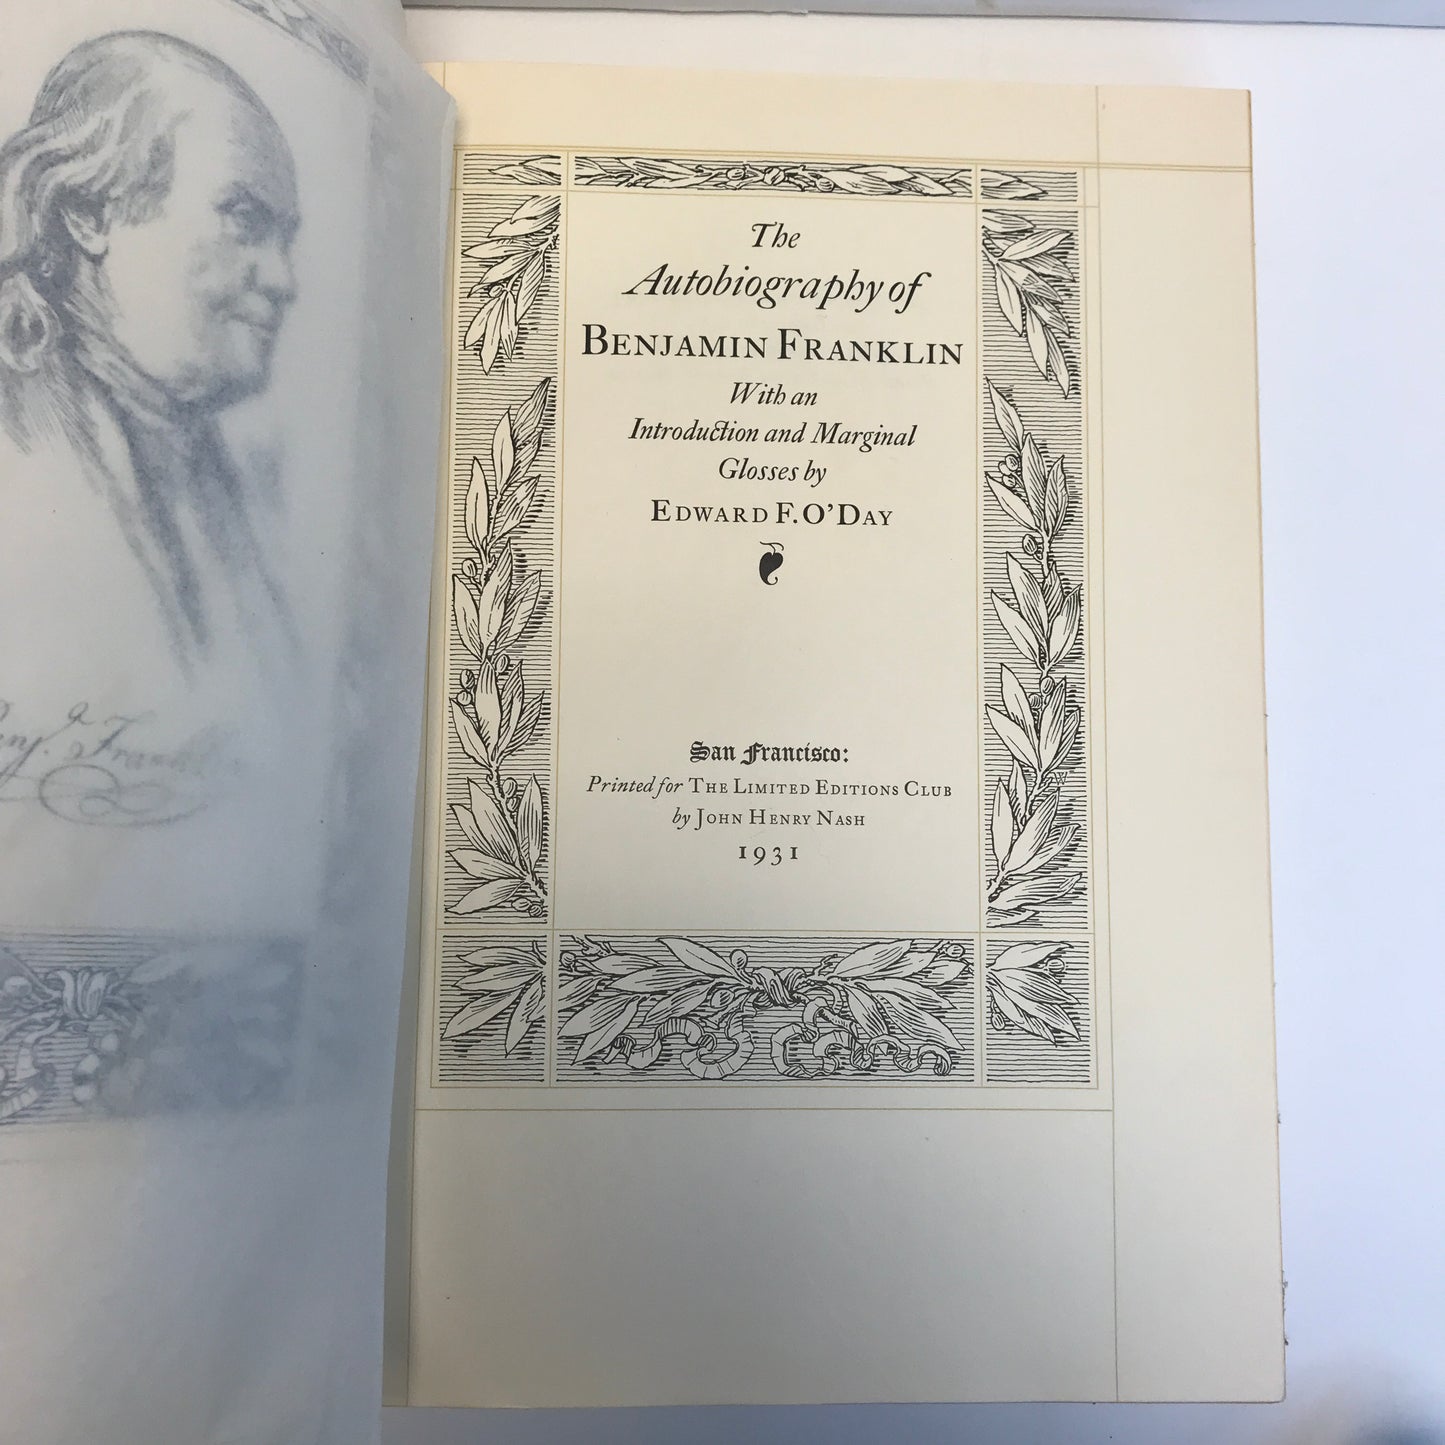 The
Autobiography of
BENJAMIN FRANKLIN
With an
Introduction and Marginal
Glosses by
EDWARD F. O'DAY
San Francisco:
Printed for THE LIMITED EDITIONS CLUB
by JOHN HENRY NASH
1931
W